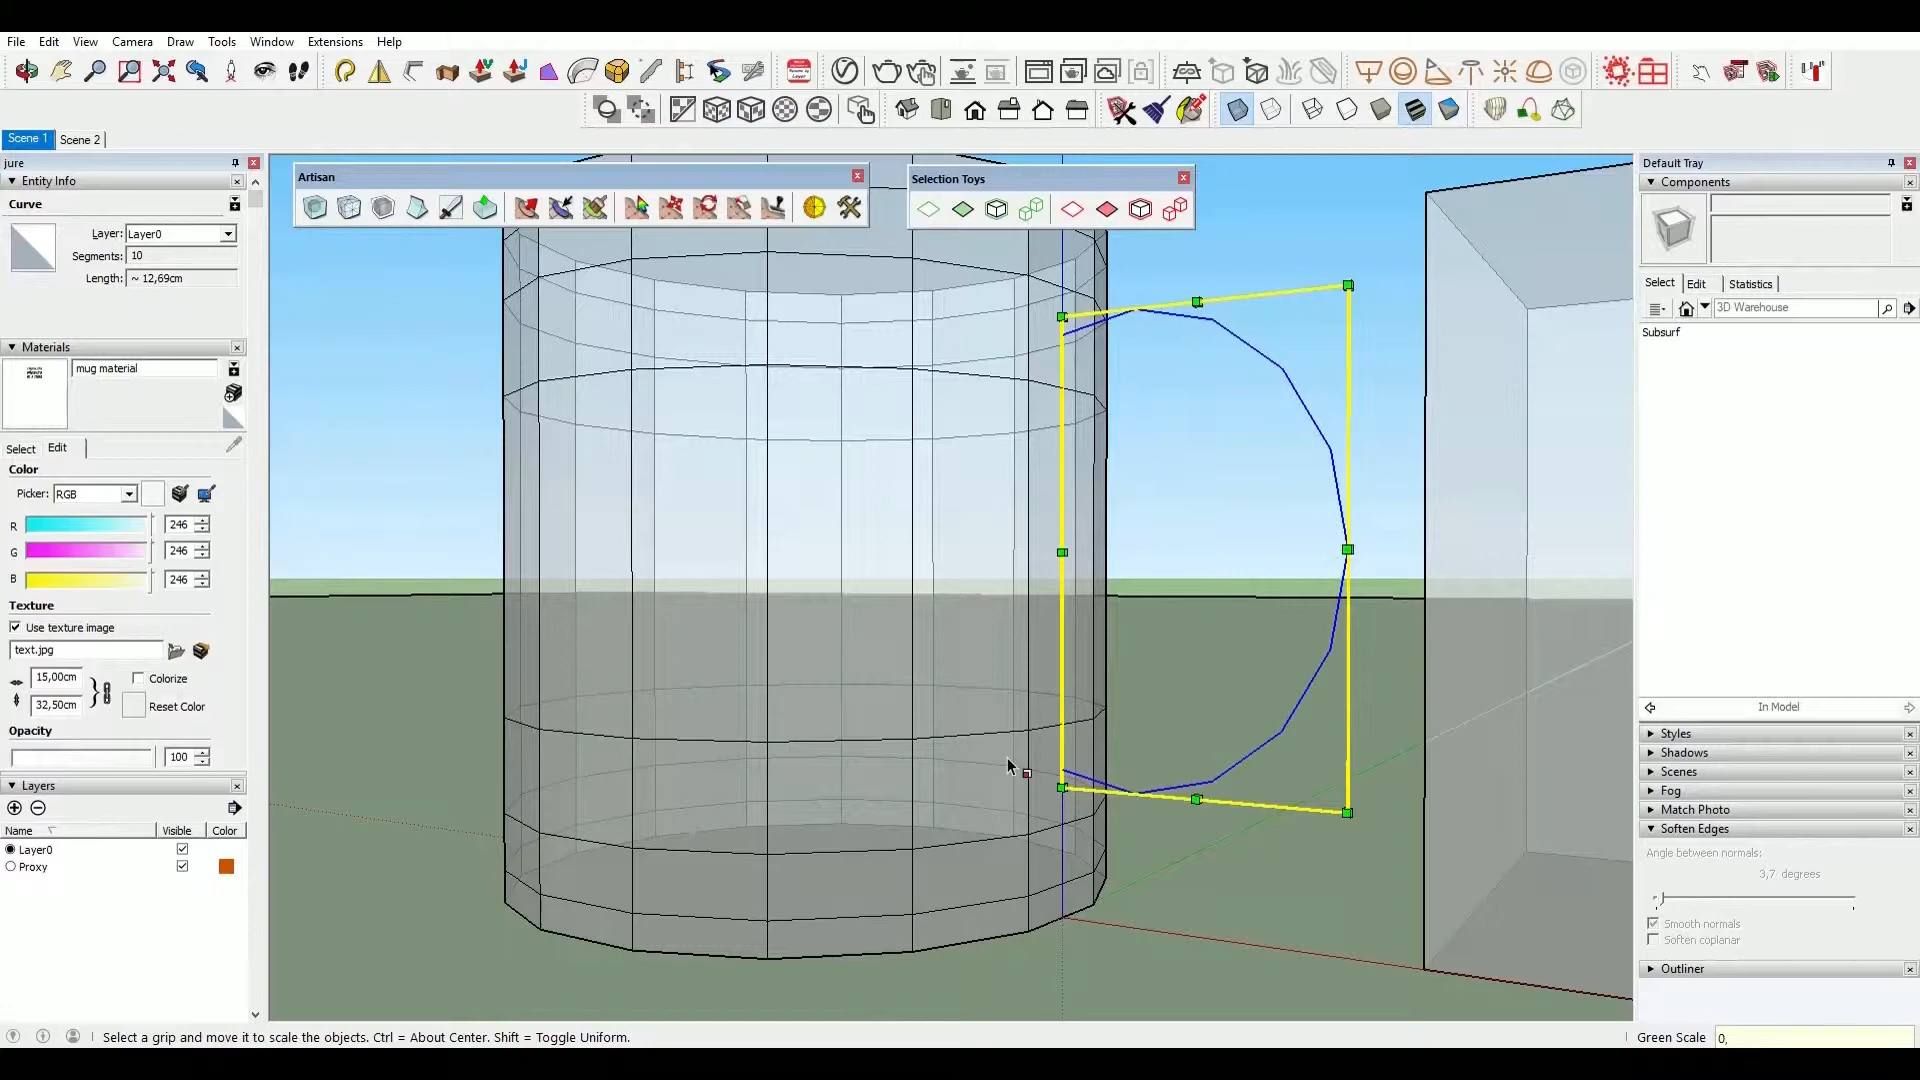 File Edit View Camera Draw Tools Window Extensions Help
Scene 1 Scene 2
jure
Entity Info
Curve
Layer: Layer0
Segments: 10
Length: ~ 12,69cm
Materials
mug material
Select Edit
Color
Picker: RGB
R 246
G 246
B 246
Texture
Use texture image
text.jpg
15,00cm Colorize
32,50cm Reset Color
Opacity
100
Layers
Name Visible Color
Layer0
Proxy
Artisan
Selection Toys
Default Tray
Components
Select Edit Statistics
3D Warehouse
Subsurf
In Model
Styles
Shadows
Scenes
Fog
Match Photo
Soften Edges
Angle between normals:
3,7 degrees
Smooth normals
Soften coplanar
Outliner
Select a grip and move it to scale the objects. Ctrl = About Center. Shift = Toggle Uniform.
Green Scale 0,